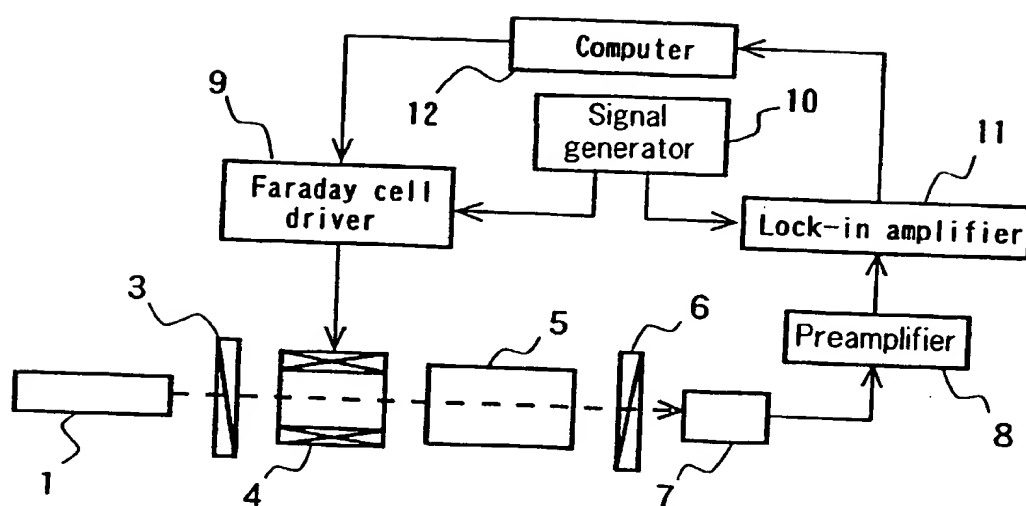 Computer
9
12
Signal
generator
10
11
Faraday cell
driver
Lock-in amplifier
3
5
6
Preamplifier
1
4
7
8